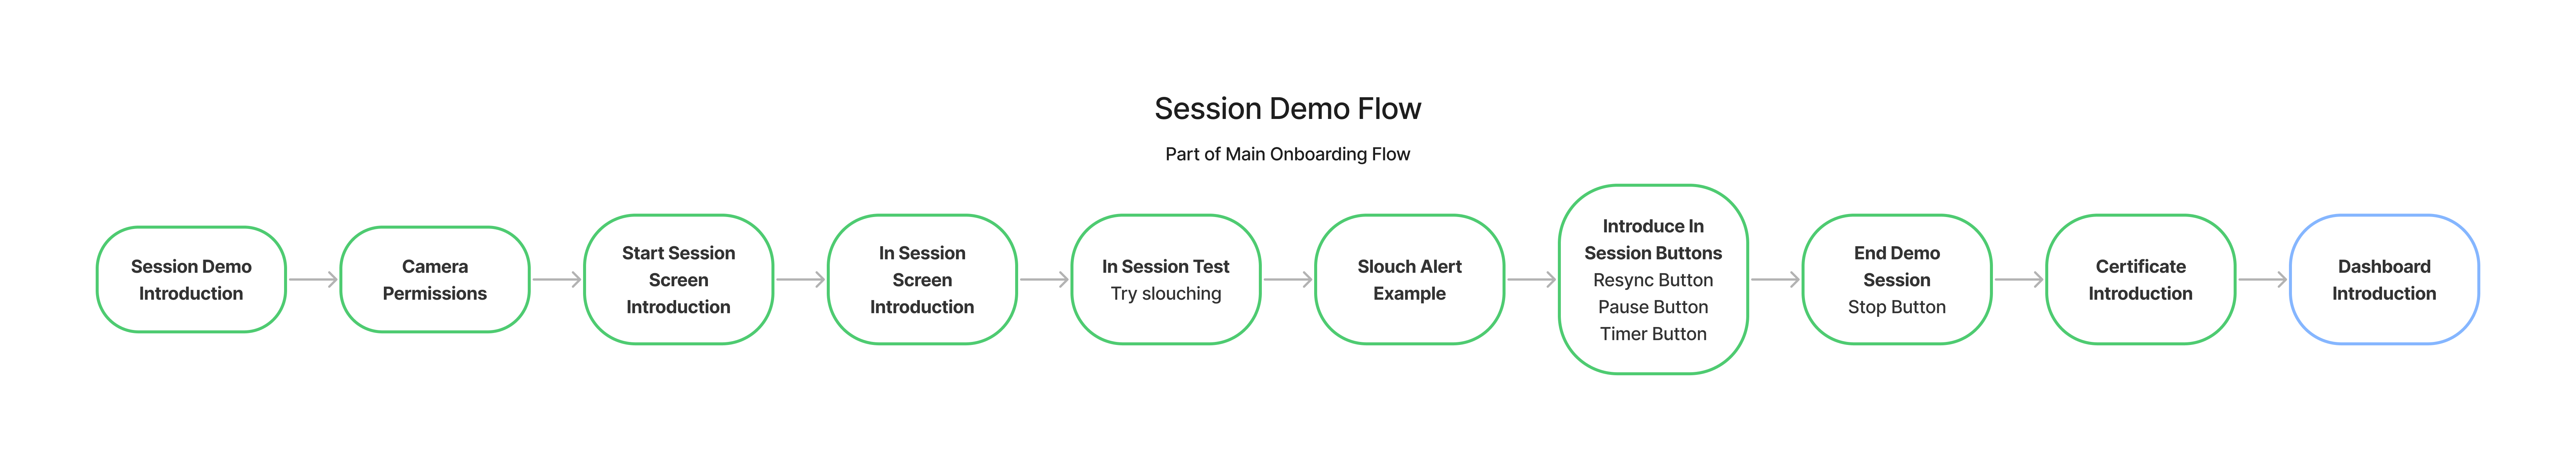 Session Demo Flow
Part of Main Onboarding Flow
Session Demo
Introduction
Camera
Permissions
Start Session
Screen
Introduction
In Session
Screen
Introduction
In Session Test
Try slouching
Slouch Alert
Example
Introduce In
Session Buttons
Resync Button
Pause Button
Timer Button
End Demo
Session
Stop Button
Certificate
Introduction
Dashboard
Introduction